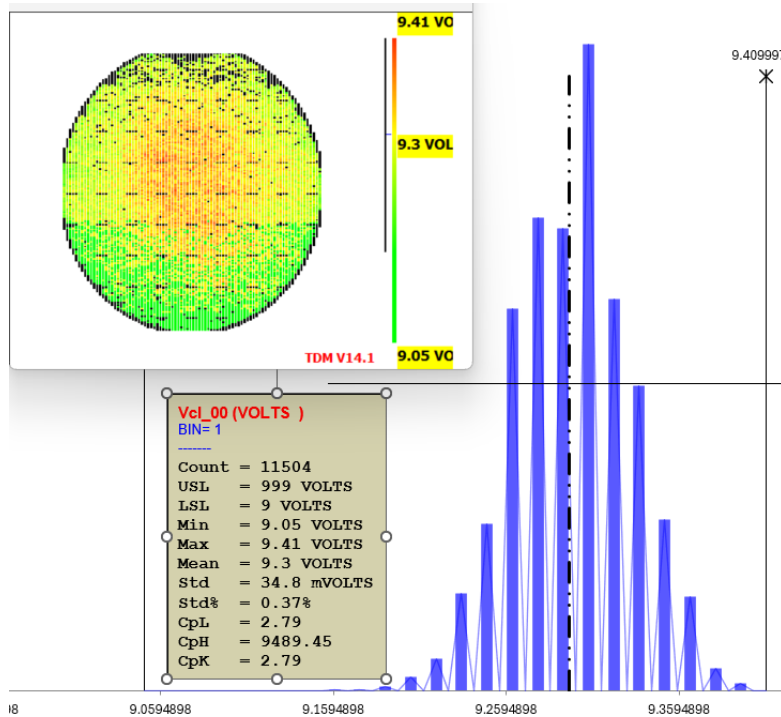 9.41 VO
9.3 VOL
9.05 VO
TDM V14.1
9.409997
Vcl_00 (VOLTS )
BIN= 1
-------
Count = 11504
USL = 999 VOLTS
LSL = 9 VOLTS
Min = 9.05 VOLTS
Max = 9.41 VOLTS
Mean = 9.3 VOLTS
Std = 34.8 mVOLTS
Std% = 0.37%
CpL = 2.79
CpH = 9489.45
CpK = 2.79
98
9.0594898
9.1594898
9.2594898
9.3594898